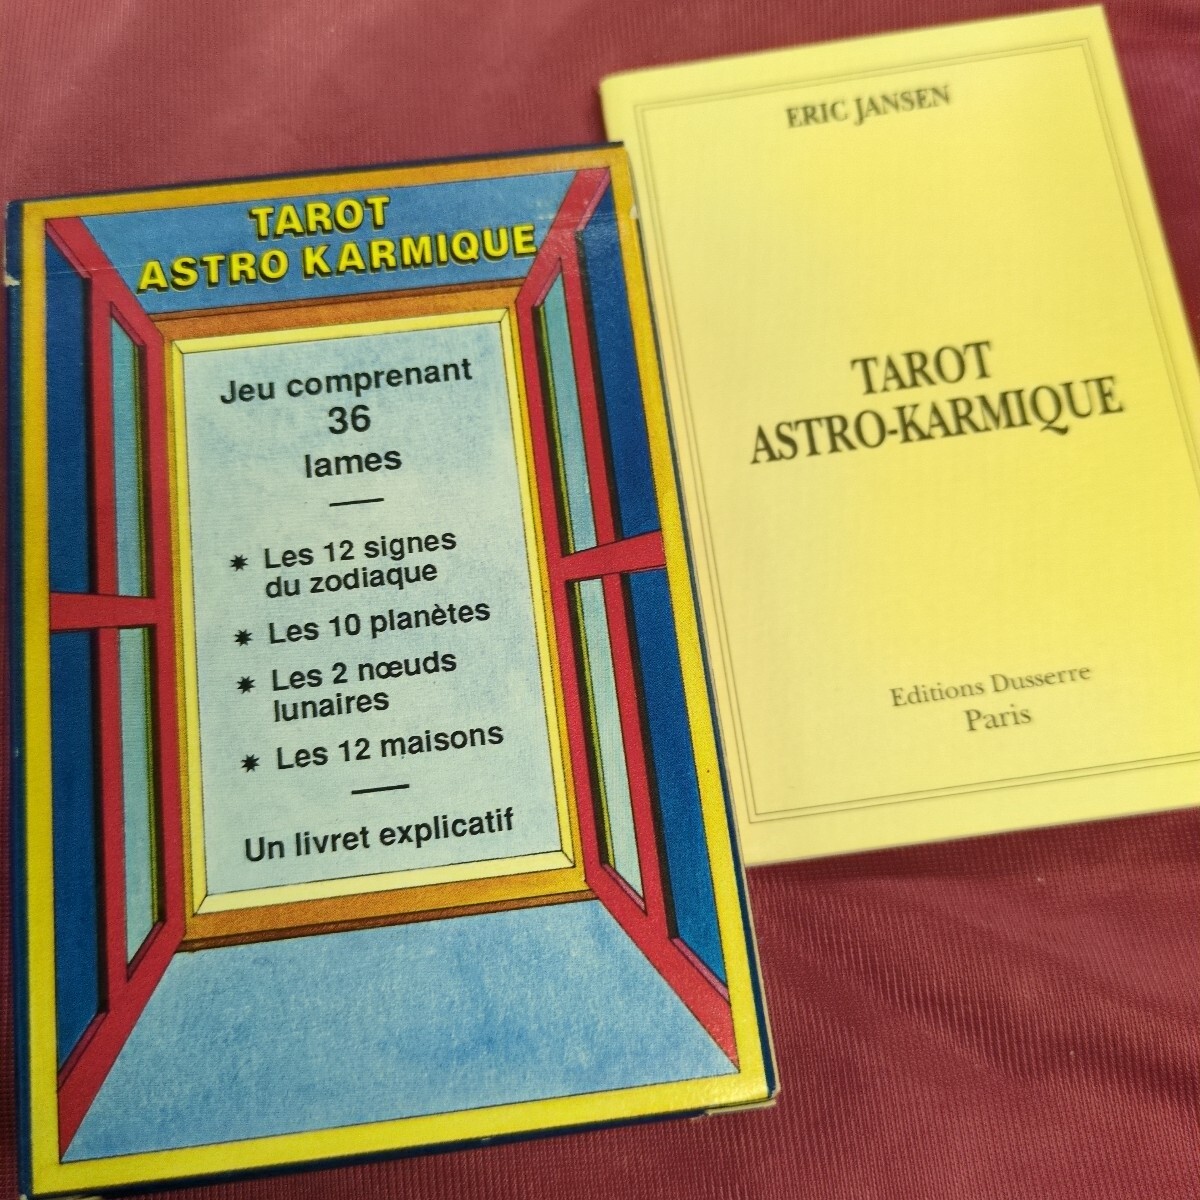 TAROT
ASTRO KARMIQUE
Jeu comprenant
36
lames
Les 12 signes
du zodiaque
Les 10 planètes
Les 2 nœuds
lunaires
Les 12 maisons
Un livret explicatif
ERIC JANSEN
TAROT
ASTRO-KARMIQUE
Editions Dusserre
Paris